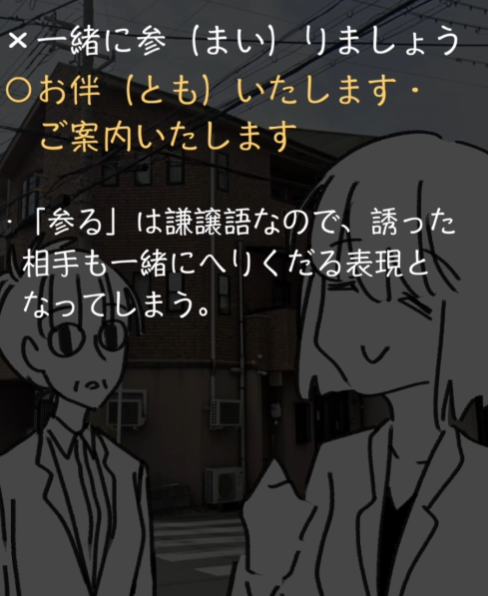 ×一緒に参（まい）りましょう
○お伴（とも）いたします・
ご案内いたします
・「参る」は謙譲語なので、誘った
相手も一緒にへりくだる表現と
なってしまう。